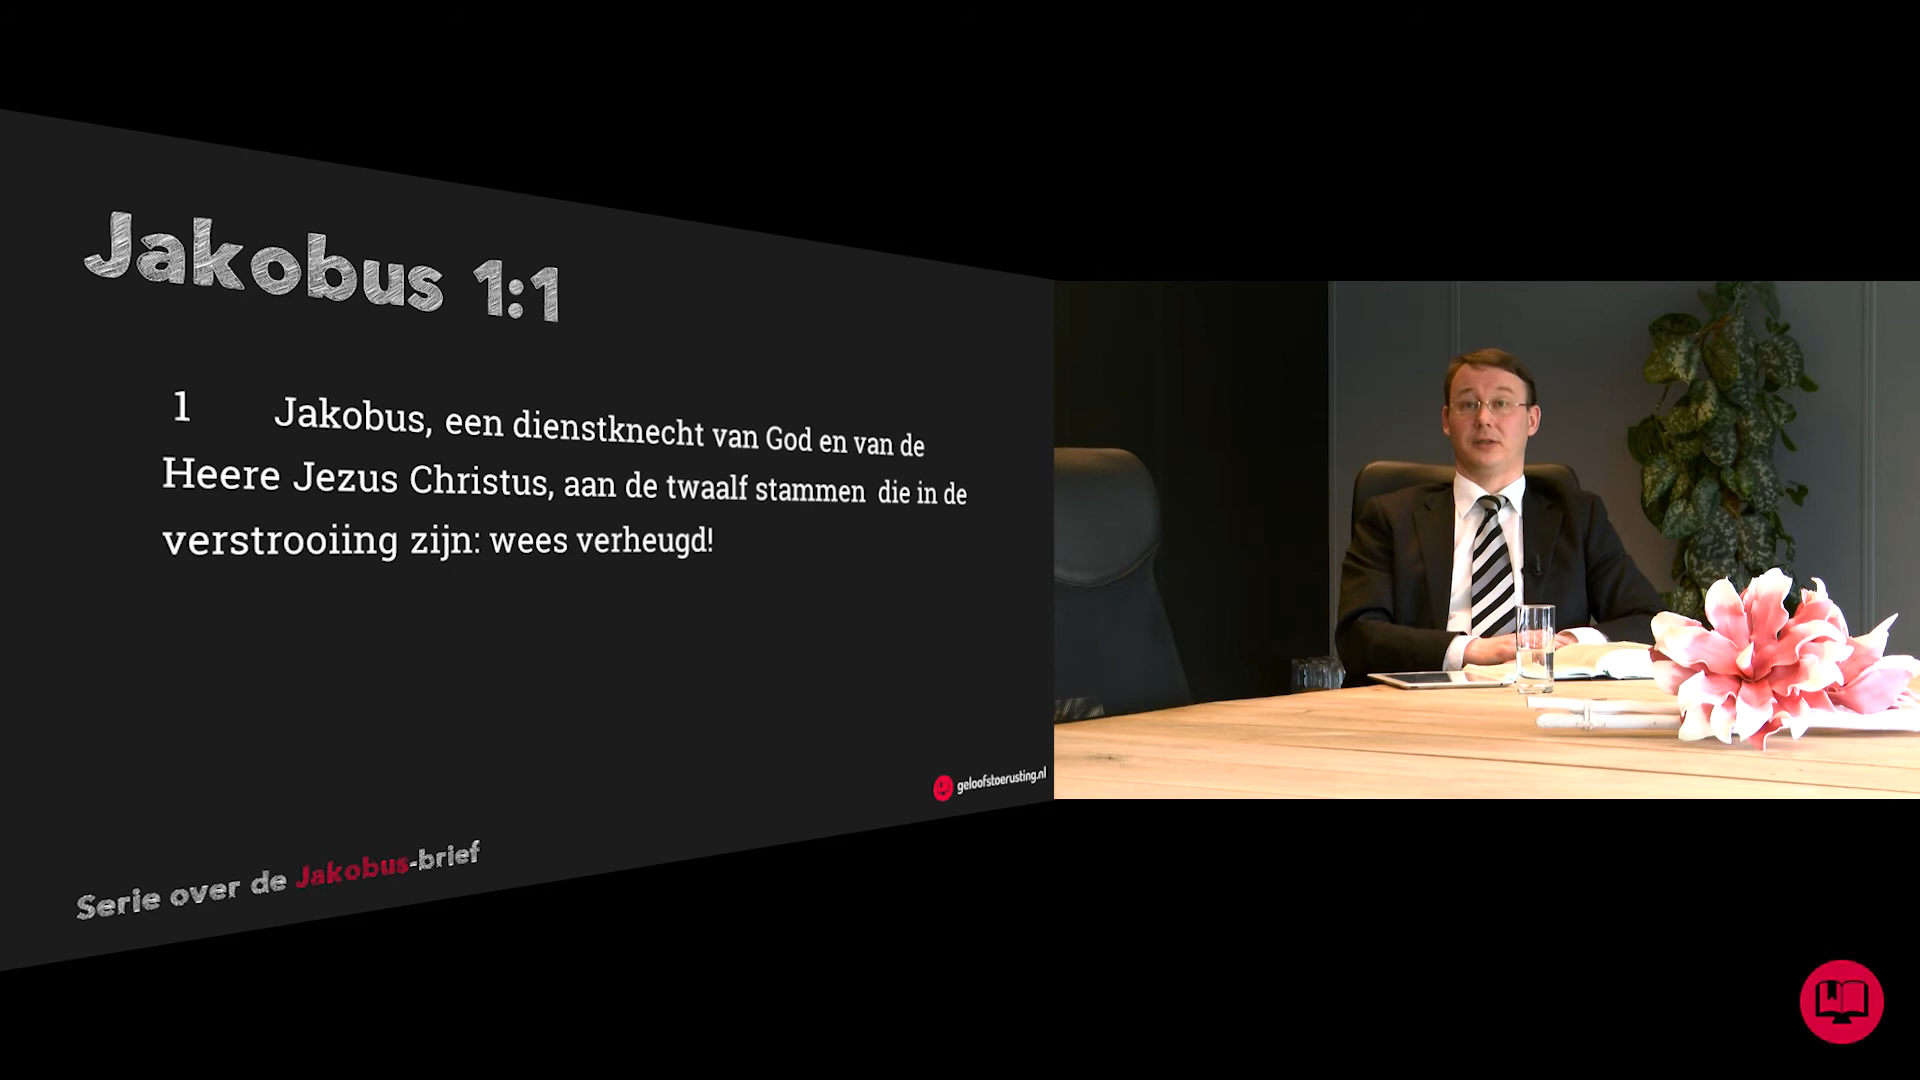 Jakobus 1:1
1 Jakobus, een dienstknecht van God en van de
Heere Jezus Christus, aan de twaalf stammen die in de
verstrooiing zijn: wees verheugd!
geloofstoerusting.nl
Serie over de Jakobus-brief